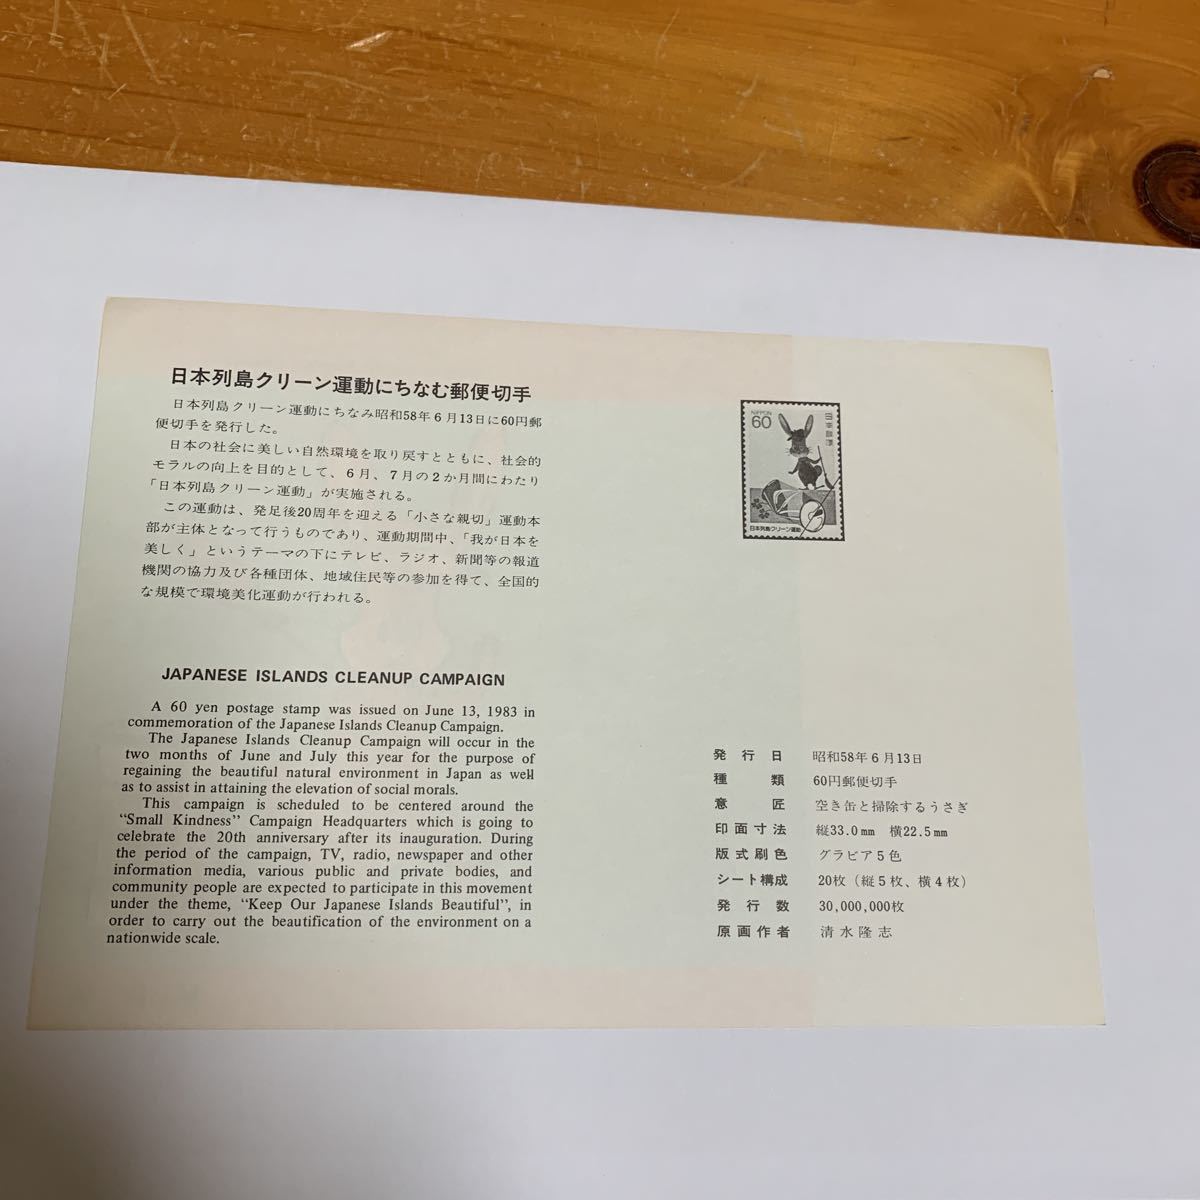 日本列島クリーン運動にちなむ郵便切手
日本列島クリーン運動にちなみ昭和58年6月13日に60円郵
便切手を発行した。
日本の社会に美しい自然環境を取り戻すとともに、社会的
モラルの向上を目的として、6月、7月の2か月間にわたり
「日本列島クリーン運動」が実施される。
この運動は、発足後20周年を迎える「小さな親切」運動本
部が主体となって行うものであり、運動期間中、「我が日本を
美しく」というテーマの下にテレビ、ラジオ、新聞等の報道
機関の協力及び各種団体、地域住民等の参加を得て、全国的
な規模で環境美化運動が行われる。
JAPANESE ISLANDS CLEANUP CAMPAIGN
A 60 yen postage stamp was issued on June 13, 1983 in
commemoration of the Japanese Islands Cleanup Campaign.
The Japanese Islands Cleanup Campaign will occur in the
two months of June and July this year for the purpose of
regaining the beautiful natural environment in Japan as well
as to assist in attaining the elevation of social morals.
This campaign is scheduled to be centered around the
“Small Kindness” Campaign Headquarters which is going to
celebrate the 20th anniversary after its inauguration. During
the period of the campaign, TV, radio, newspaper and other
information media, various public and private bodies, and
community people are expected to participate in this movement
under the theme, “Keep Our Japanese Islands Beautiful”, in
order to carry out the beautification of the environment on a
nationwide scale.
NIPPON
60
日本郵便
日本列島クリーン運動
発行日 昭和58年6月13日
種類 60円郵便切手
意匠 空き缶と掃除するうさぎ
印面寸法 縦33.0mm 横22.5mm
版式刷色 グラビア5色
シート構成 20枚（縦5枚、横4枚）
発行数 30,000,000枚
原画作者 清水隆志